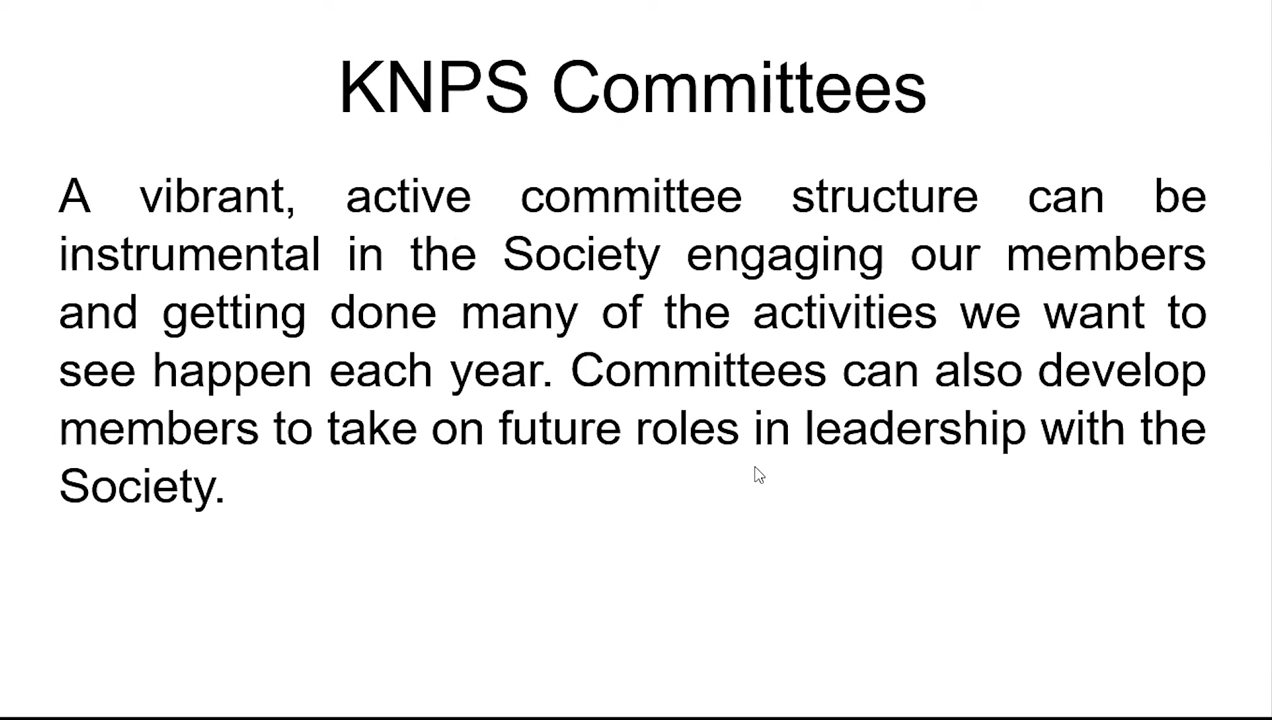 KNPS Committees
A vibrant, active committee structure can be
instrumental in the Society engaging our members
and getting done many of the activities we want to
see happen each year. Committees can also develop
members to take on future roles in leadership with the
Society.